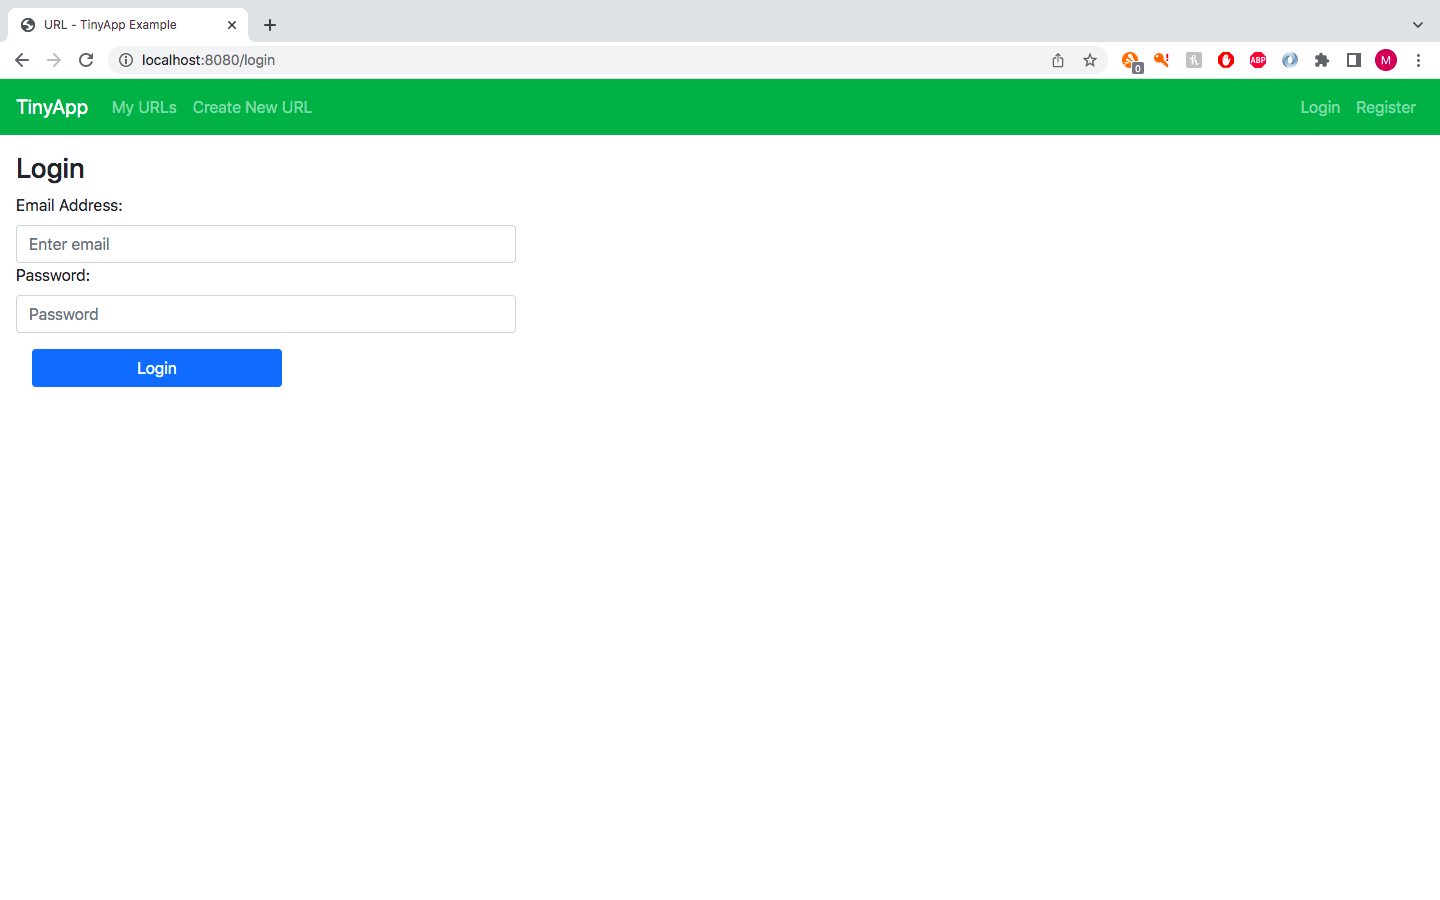 URL - TinyApp Example
localhost:8080/login
0
ABP
M
TinyApp My URLs Create New URL Login Register
Login
Email Address:
Enter email
Password:
Password
Login